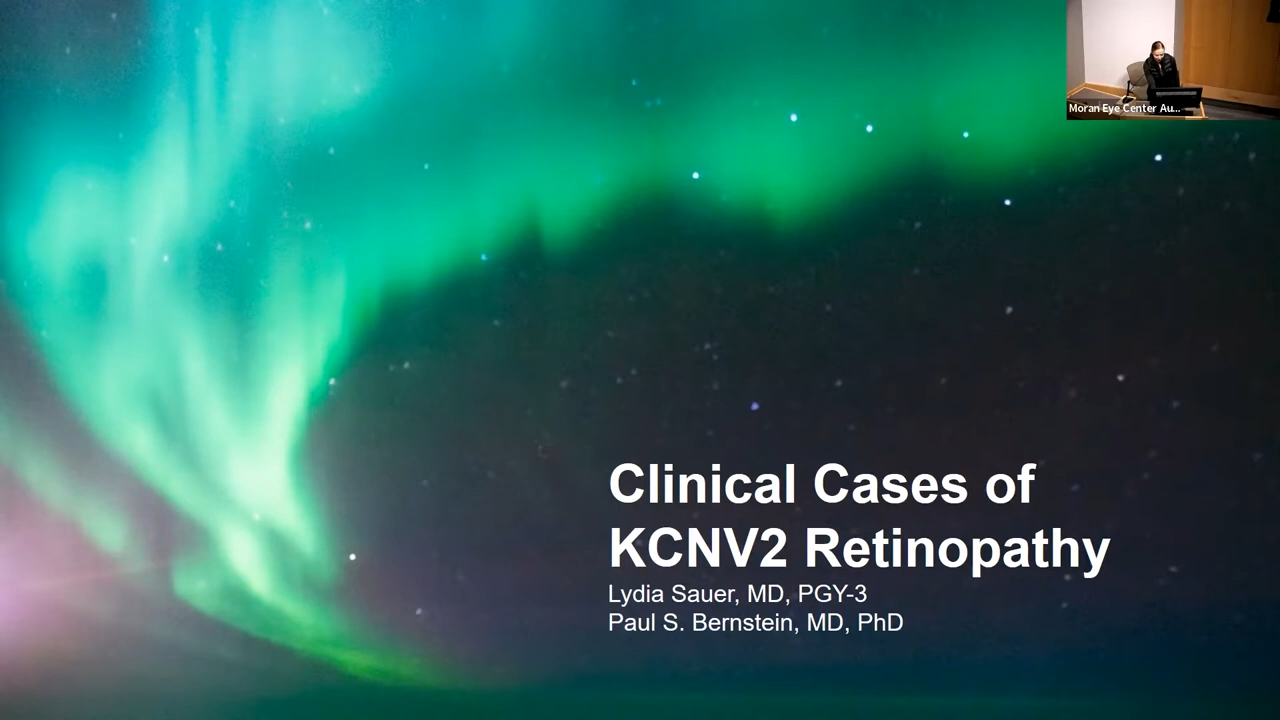 Moran Eye Center Au...
Clinical Cases of
KCNV2 Retinopathy
Lydia Sauer, MD, PGY-3
Paul S. Bernstein, MD, PhD